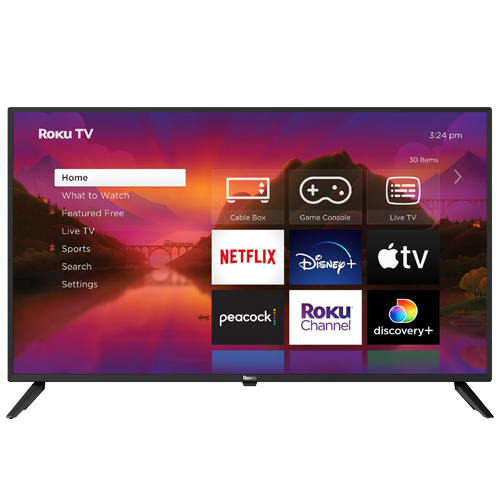 Roku TV
3:24 pm
30 Items
Home
What to Watch
Featured Free
Live TV
Sports
Search
Settings
Cable Box
Game Console
Live TV
NETFLIX
Disney+
tv
peacock
Roku
Channel
discovery+
Roku